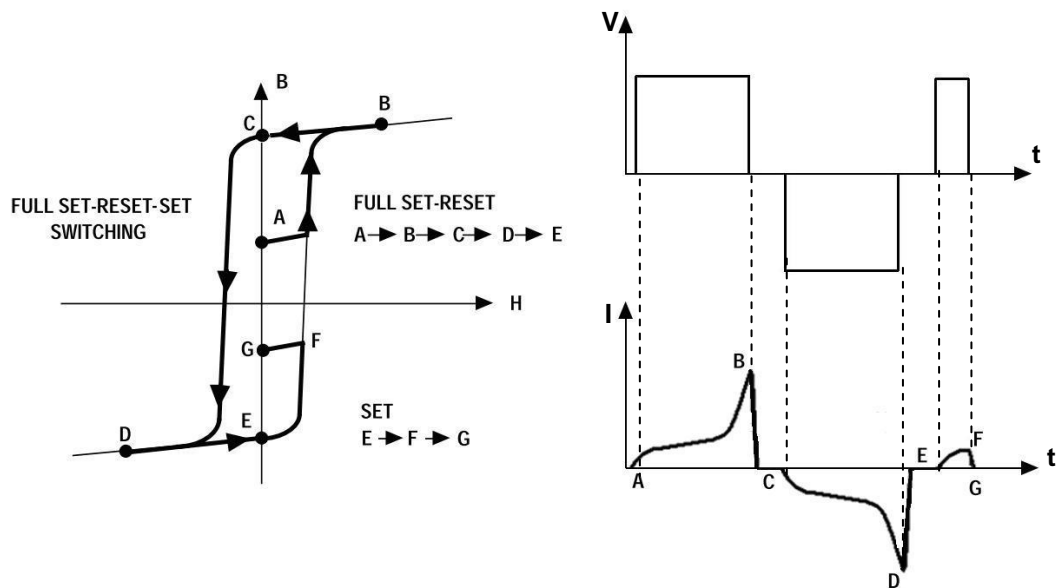 B
B
C
FULL SET-RESET-SET
SWITCHING
A
FULL SET-RESET
A B C D E
H
G
F
E
D
SET
E F G
V
t
I
B
A
C
E
F
t
G
D